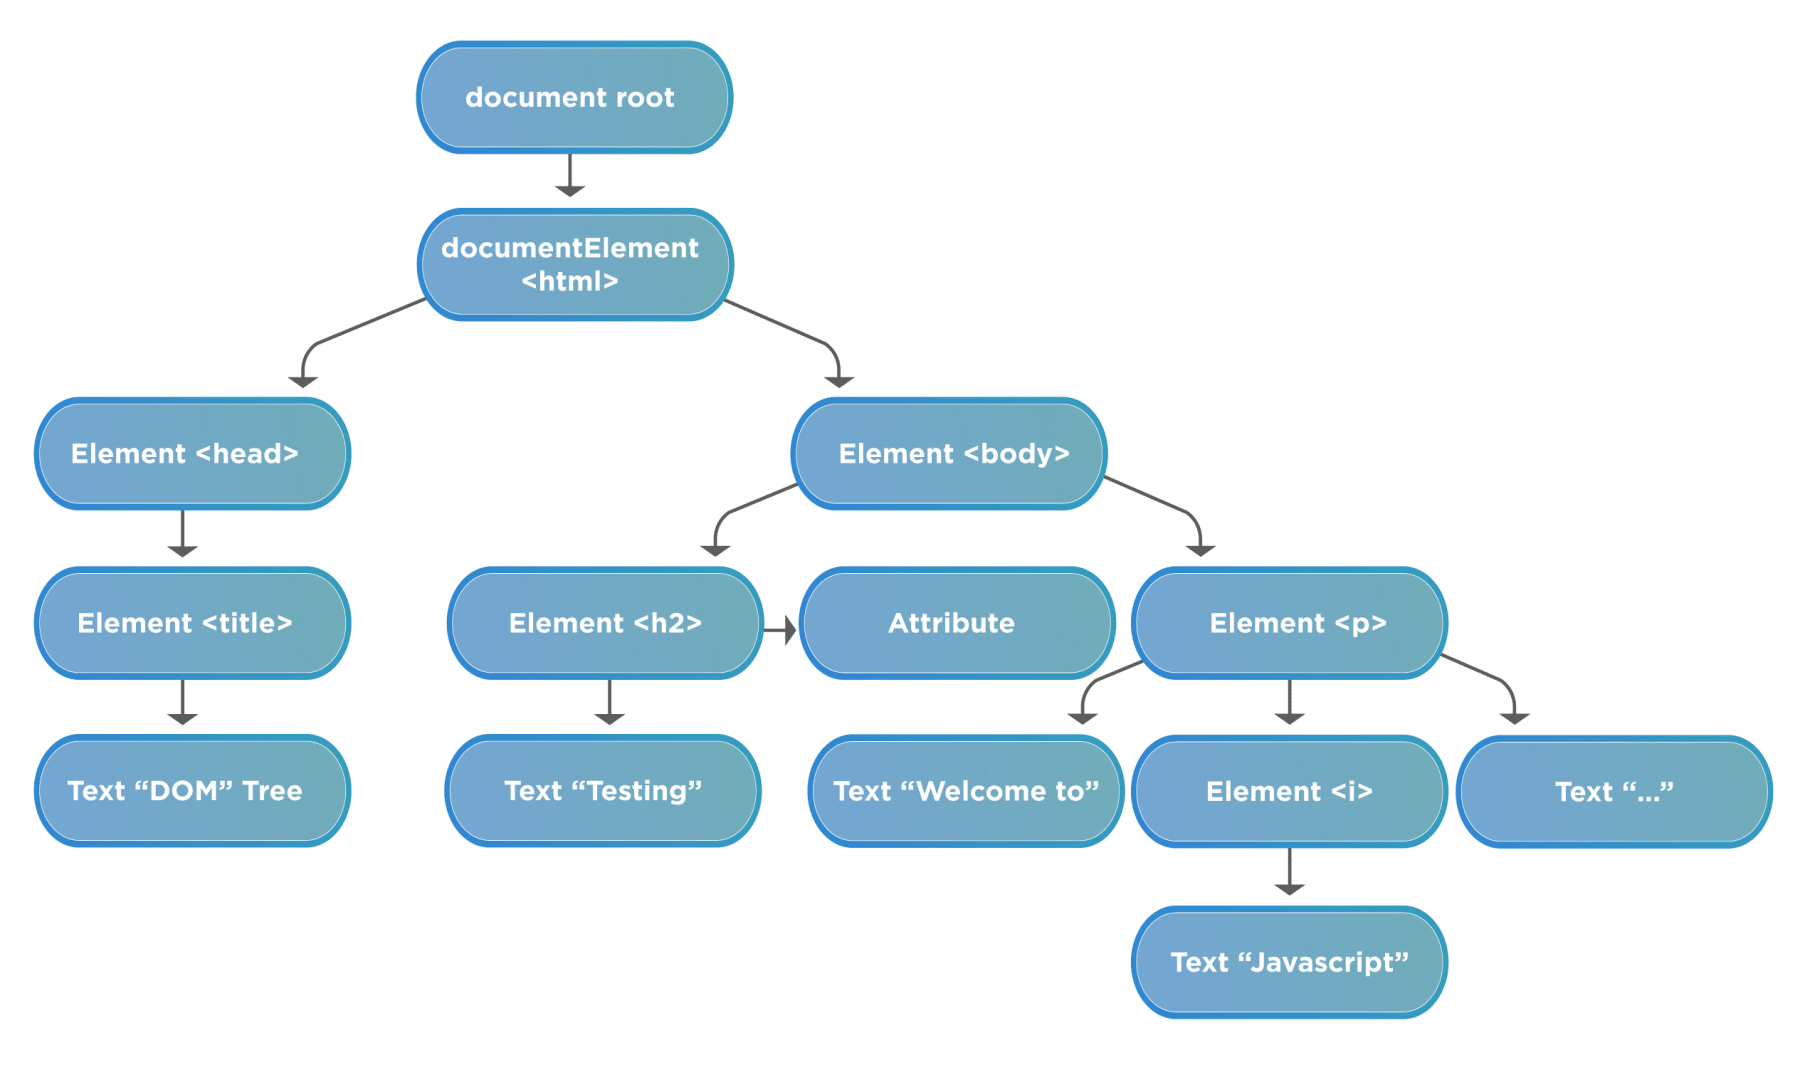 document root
documentElement
<html>
Element <head>
Element <body>
Element <title>
Element <h2>
Attribute
Element <p>
Text “DOM” Tree
Text “Testing”
Text “Welcome to”
Element <i>
Text “...”
Text “Javascript”